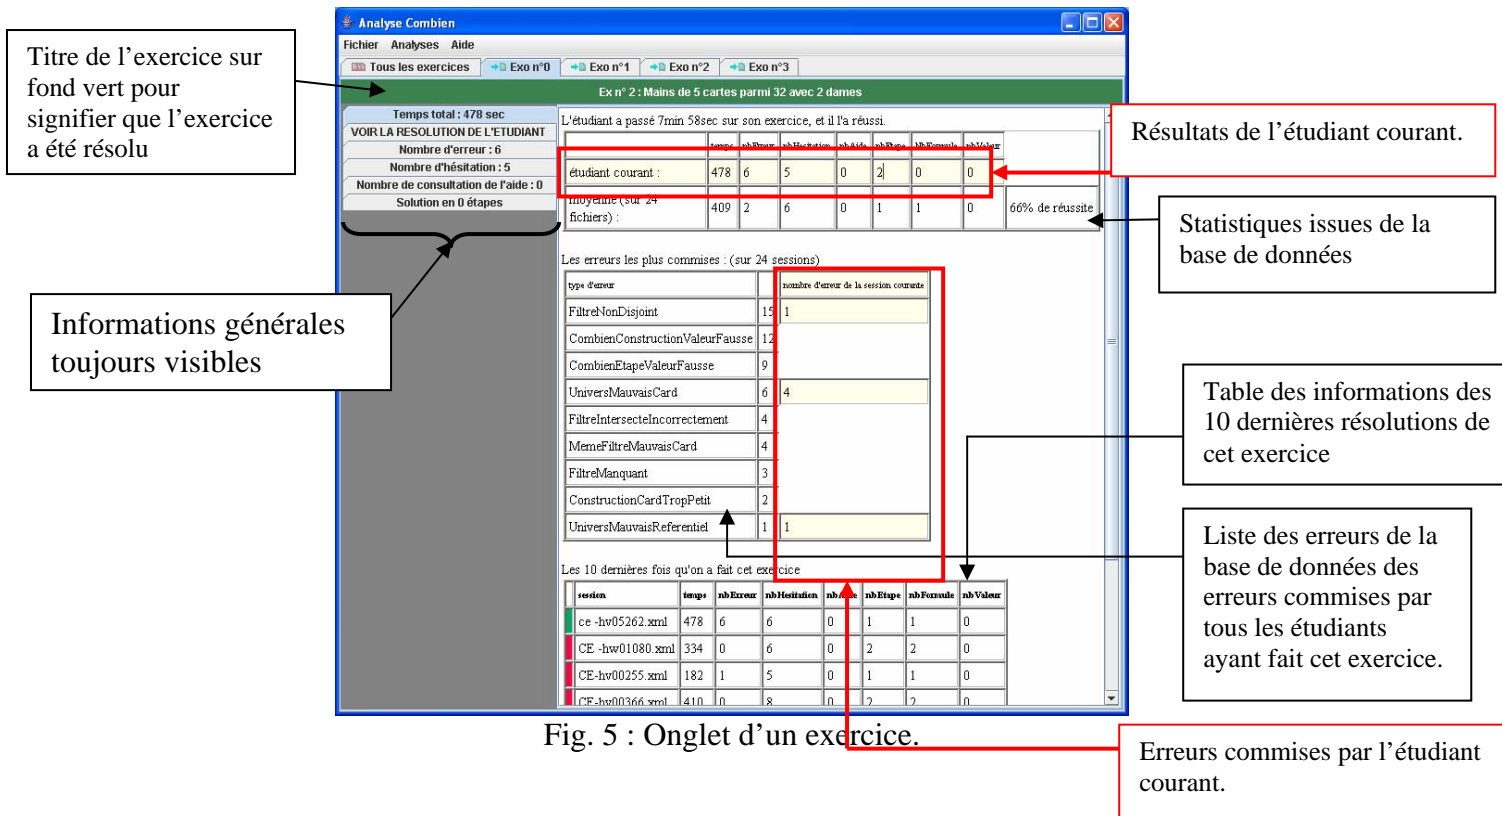 Analyse Combien
Fichier Analyses Aide
Tous les exercices Exo n°0 Exo n°1 Exo n°2 Exo n°3
Ex n° 2 : Mains de 5 cartes parmi 32 avec 2 dames
Titre de l'exercice sur
fond vert pour
signifier que l'exercice
a été résolu
Temps total : 478 sec
VOIR LA RESOLUTION DE L'ETUDIANT
Nombre d'erreur : 6
Nombre d'hésitation : 5
Nombre de consultation de l'aide : 0
Solution en 0 étapes
Informations générales
toujours visibles
L'étudiant a passé 7min 58sec sur son exercice, et il l'a réussi.
temps nbErreur nbHesitation nbAide nbEtape NbFormule nbValeur
étudiant courant : 478 6 5 0 2 0 0
moyenne (sur 24
fichiers) : 409 2 6 0 1 1 0 66% de réussite
Résultats de l'étudiant courant.
Statistiques issues de la
base de données
Les erreurs les plus commises : (sur 24 sessions)
type d'erreur nombre d'erreur de la session courante
FiltreNonDisjoint 15 1
CombienConstructionValeurFausse 12
CombienEtapeValeurFausse 9
UniversMauvaisCard 6 4
FiltreIntersecteIncorrectement 4
MemeFiltreMauvaisCard 4
FiltreManquant 3
ConstructionCardTropPetit 2
UniversMauvaisReferentiel 1 1
Table des informations des
10 dernières résolutions de
cet exercice
Liste des erreurs de la
base de données des
erreurs commises par
tous les étudiants
ayant fait cet exercice.
Les 10 dernières fois qu'on a fait cet exercice
session temps nbErreur nbHesitation nbAide nbEtape nbFormule nbValeur
ce -hv05262.xml 478 6 6 0 1 1 0
CE -hw01080.xml 334 0 6 0 2 2 0
CE-hv00255.xml 182 1 5 0 1 1 0
CE-hv00366.xml 410 0 8 0 2 2 0
Fig. 5 : Onglet d'un exercice.
Erreurs commises par l'étudiant
courant.